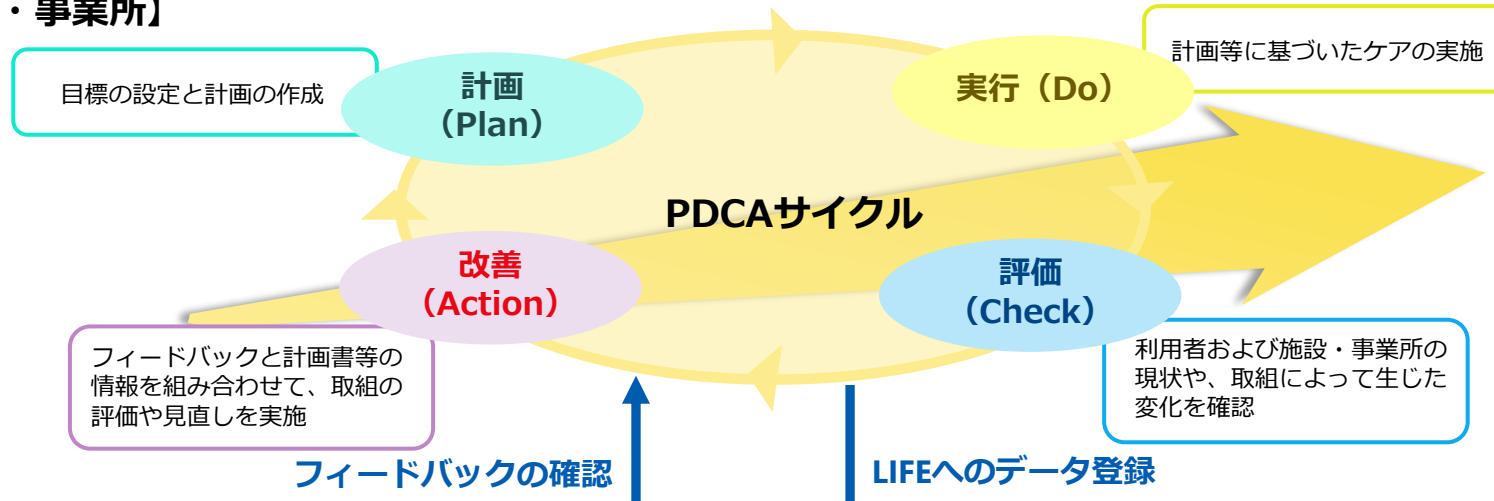 ・事業所】
目標の設定と計画の作成
計画
（Plan）
実行（Do）
計画等に基づいたケアの実施
PDCAサイクル
改善
（Action）
評価
（Check）
フィードバックと計画書等の
情報を組み合わせて、取組の
評価や見直しを実施
利用者および施設・事業所の
現状や、取組によって生じた
変化を確認
フィードバックの確認
LIFEへのデータ登録